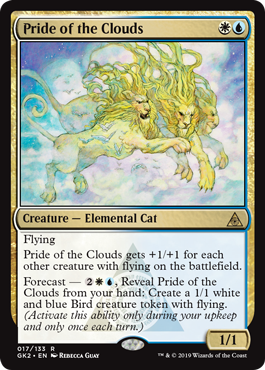 Pride of the Clouds
Creature — Elemental Cat
Flying
Pride of the Clouds gets +1/+1 for each
other creature with flying on the battlefield.
Forecast — 2WU, Reveal Pride of the
Clouds from your hand: Create a 1/1 white
and blue Bird creature token with flying.
(Activate this ability only during your upkeep
and only once each turn.)
1/1
017/133 R
GK2 • EN Rebecca Guay
™ & © 2019 Wizards of the Coast